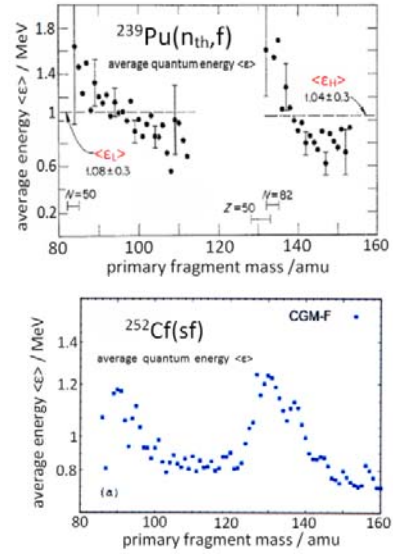 ²³⁹Pu(nth,f)
average quantum energy <ε>
<εH>
1.04±0.3
<εL>
1.08±0.3
N=50
Z=50
N=82
average energy <ε> / MeV
1.8
1.4
1
0.6
0.2
80 100 120 140 160
primary fragment mass /amu
²⁵²Cf(sf)
average quantum energy <ε>
CGM-F
(a)
average energy <ε> / MeV
1.4
1.2
1
0.8
80 100 120 140 160
primary fragment mass /amu